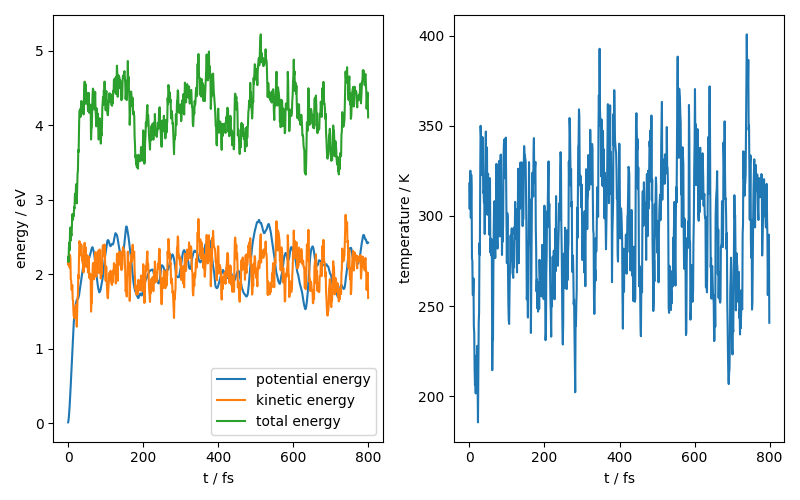 energy / eV
5
4
3
2
1
0
potential energy
kinetic energy
total energy
0 200 400 600 800
t / fs
temperature / K
400
350
300
250
200
0 200 400 600 800
t / fs